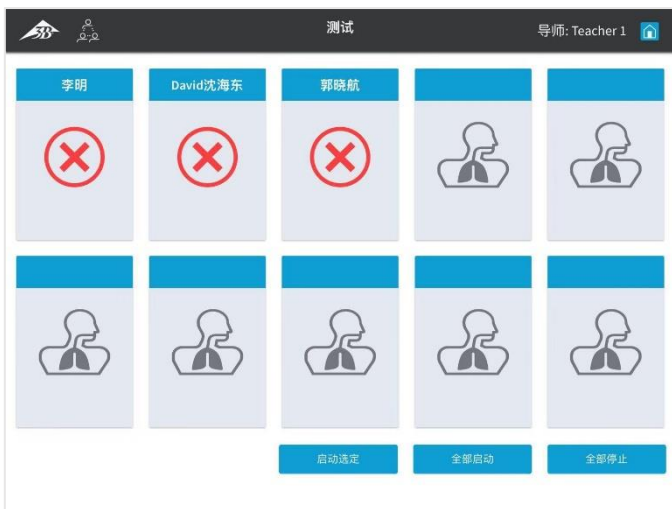 3B
测试
导师: Teacher 1
李明
David沈海东
郭晓航
启动选定
全部启动
全部停止